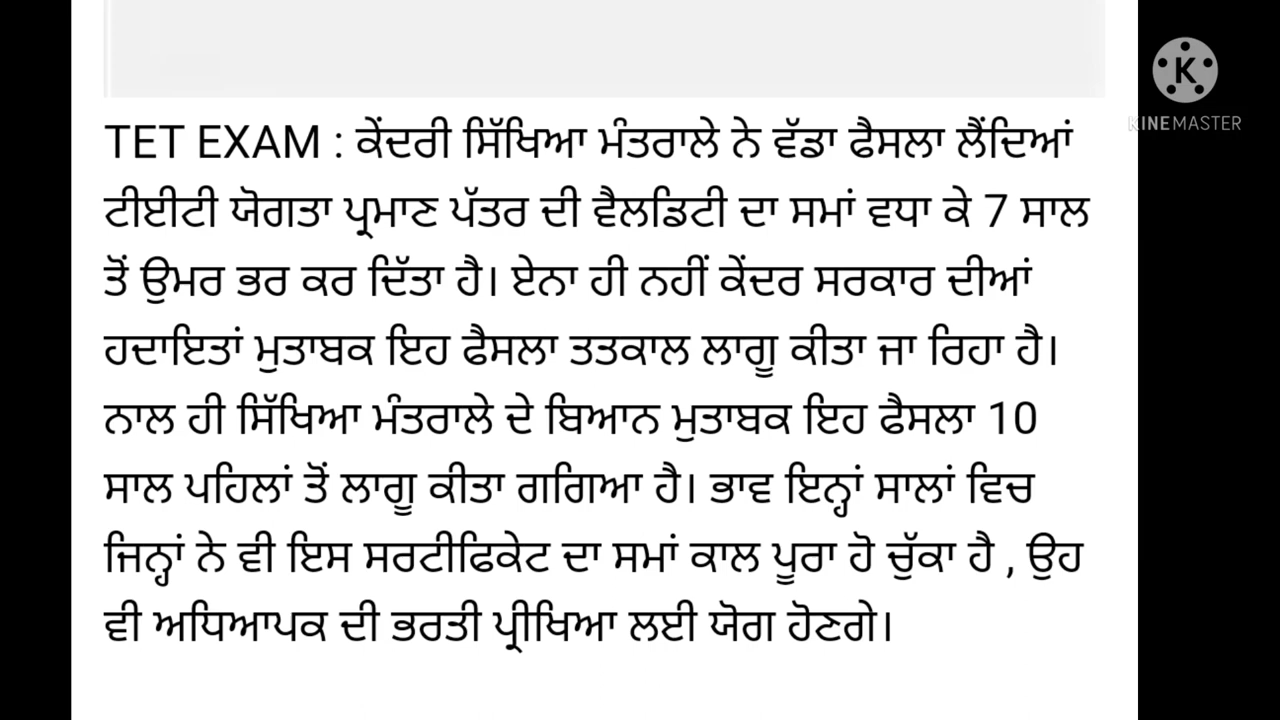 KINEMASTER
TET EXAM : ਕੇਂਦਰੀ ਸਿੱਖਿਆ ਮੰਤਰਾਲੇ ਨੇ ਵੱਡਾ ਫੈਸਲਾ ਲੈਂਦਿਆਂ
ਟੀਈਟੀ ਯੋਗਤਾ ਪ੍ਰਮਾਣ ਪੱਤਰ ਦੀ ਵੈਲਡਿਟੀ ਦਾ ਸਮਾਂ ਵਧਾ ਕੇ 7 ਸਾਲ
ਤੋਂ ਉਮਰ ਭਰ ਕਰ ਦਿੱਤਾ ਹੈ। ਏਨਾ ਹੀ ਨਹੀਂ ਕੇਂਦਰ ਸਰਕਾਰ ਦੀਆਂ
ਹਦਾਇਤਾਂ ਮੁਤਾਬਕ ਇਹ ਫੈਸਲਾ ਤਤਕਾਲ ਲਾਗੂ ਕੀਤਾ ਜਾ ਰਿਹਾ ਹੈ।
ਨਾਲ ਹੀ ਸਿੱਖਿਆ ਮੰਤਰਾਲੇ ਦੇ ਬਿਆਨ ਮੁਤਾਬਕ ਇਹ ਫੈਸਲਾ 10
ਸਾਲ ਪਹਿਲਾਂ ਤੋਂ ਲਾਗੂ ਕੀਤਾ ਗਗਿਆ ਹੈ। ਭਾਵ ਇਨ੍ਹਾਂ ਸਾਲਾਂ ਵਿਚ
ਜਿਨ੍ਹਾਂ ਨੇ ਵੀ ਇਸ ਸਰਟੀਫਿਕੇਟ ਦਾ ਸਮਾਂ ਕਾਲ ਪੂਰਾ ਹੋ ਚੁੱਕਾ ਹੈ , ਉਹ
ਵੀ ਅਧਿਆਪਕ ਦੀ ਭਰਤੀ ਪ੍ਰੀਖਿਆ ਲਈ ਯੋਗ ਹੋਣਗੇ।